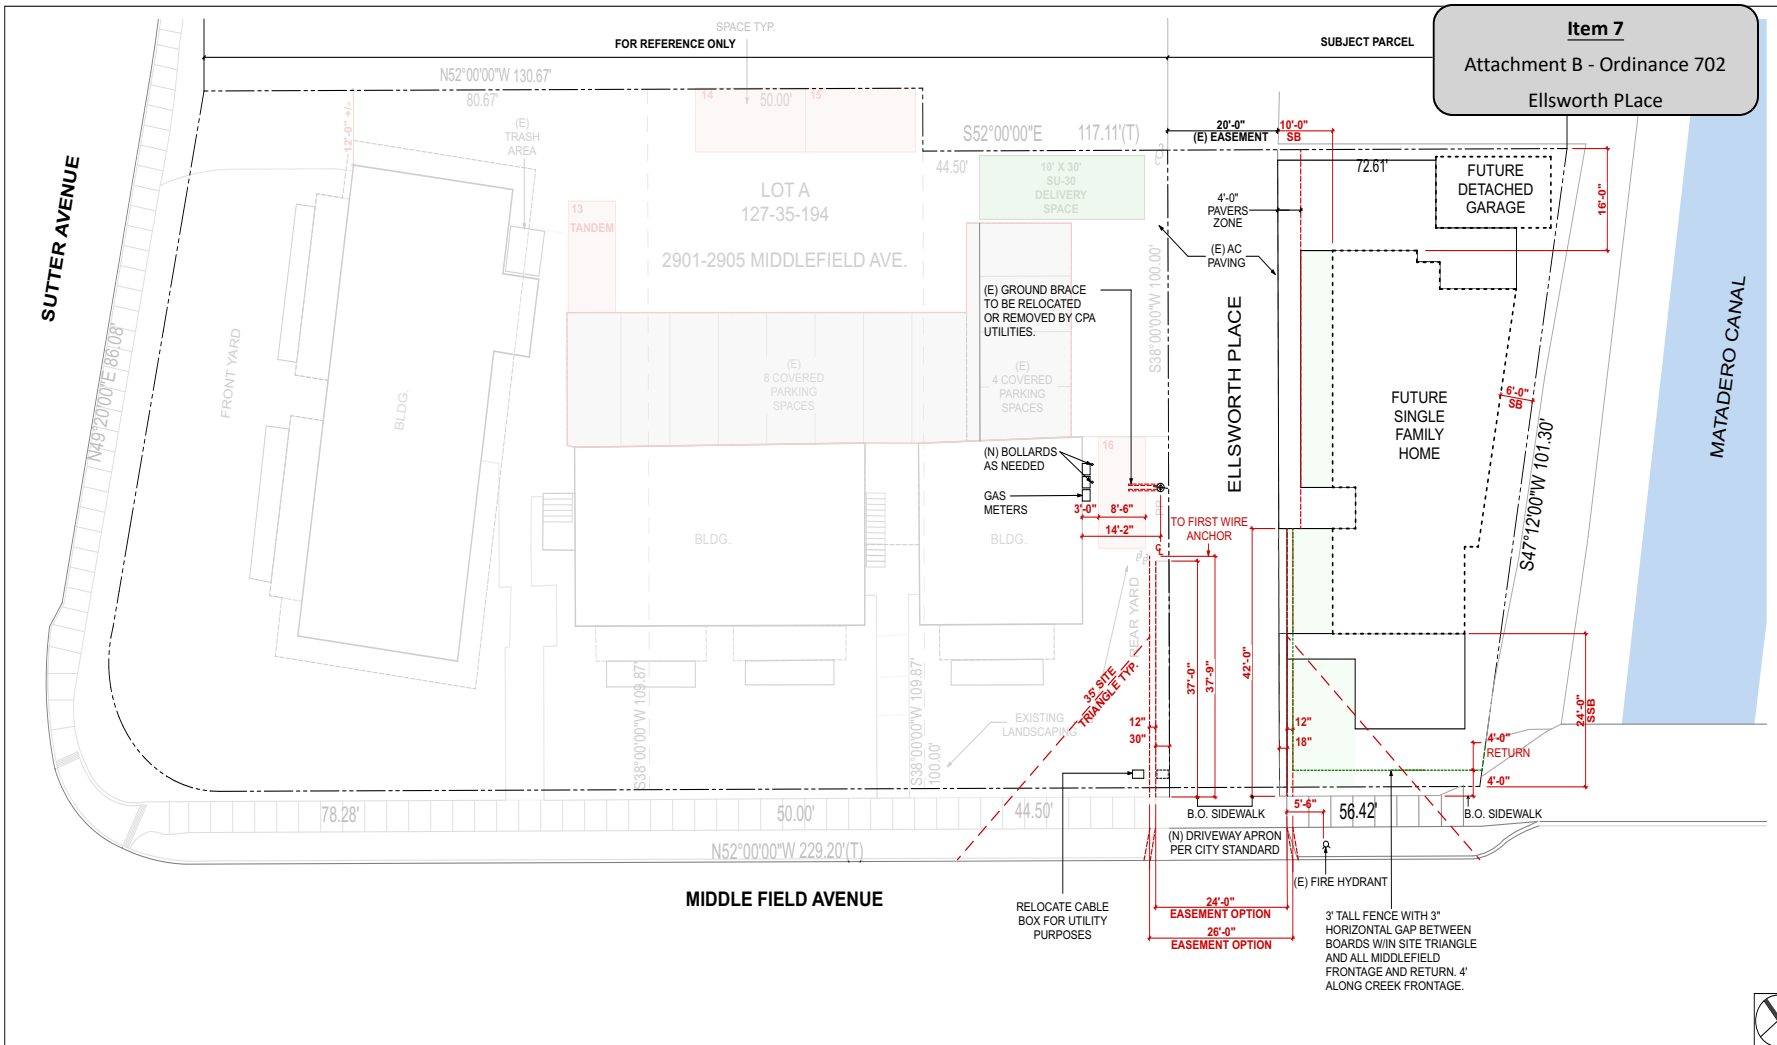 SPACE TYP.
FOR REFERENCE ONLY
SUBJECT PARCEL
Item 7
Attachment B - Ordinance 702
Ellsworth PLace
N52°00'00"W 130.67'
80.67'
50.00'
14
15
12'-0" +/-
(E)
TRASH
AREA
S52°00'00"E
117.11'(T)
44.50'
20'-0"
(E) EASEMENT
10'-0"
SB
72.61'
FUTURE
DETACHED
GARAGE
16'-0"
10' X 30'
SU-30
DELIVERY
SPACE
4'-0"
PAVERS
ZONE
(E) AC
PAVING
LOT A
127-35-194
2901-2905 MIDDLEFIELD AVE.
13
TANDEM
SUTTER AVENUE
N49°20'00"E 86.08'
FRONT YARD
BLDG.
(E)
8 COVERED
PARKING
SPACES
(E)
4 COVERED
PARKING
SPACES
(E) GROUND BRACE
TO BE RELOCATED
OR REMOVED BY CPA
UTILITIES.
S38°00'00"W 100.00'
ELLSWORTH PLACE
FUTURE
SINGLE
FAMILY
HOME
6'-0"
SB
S47°12'00"W 101.30'
MATADERO CANAL
16
(N) BOLLARDS
AS NEEDED
GAS
METERS
3'-0"
8'-6"
14'-2"
PP
TO FIRST WIRE
ANCHOR
BLDG.
BLDG.
REAR YARD
35' SITE
TRIANGLE TYP.
37'-0"
37'-9"
42'-0"
S38°00'00"W 109.87'
S38°00'00"W 109.87'
100.00'
EXISTING
LANDSCAPING
12"
30"
12"
18"
24'-0"
SSB
4'-0"
RETURN
4'-0"
5'-6"
78.28'
50.00'
44.50'
B.O. SIDEWALK
56.42'
B.O. SIDEWALK
N52°00'00"W 229.20'(T)
(N) DRIVEWAY APRON
PER CITY STANDARD
(E) FIRE HYDRANT
MIDDLE FIELD AVENUE
RELOCATE CABLE
BOX FOR UTILITY
PURPOSES
24'-0"
EASEMENT OPTION
26'-0"
EASEMENT OPTION
3' TALL FENCE WITH 3"
HORIZONTAL GAP BETWEEN
BOARDS W/IN SITE TRIANGLE
AND ALL MIDDLEFIELD
FRONTAGE AND RETURN. 4'
ALONG CREEK FRONTAGE.